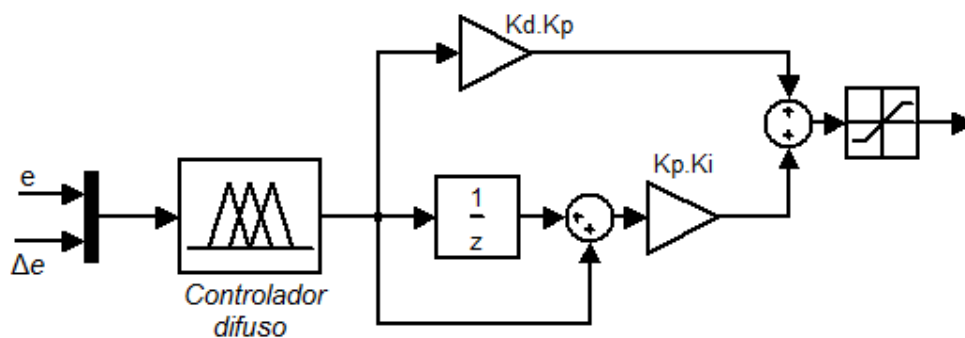 Kd.Kp
+
+
Kp.Ki
e
Δe
1
z
+
+
Controlador
difuso